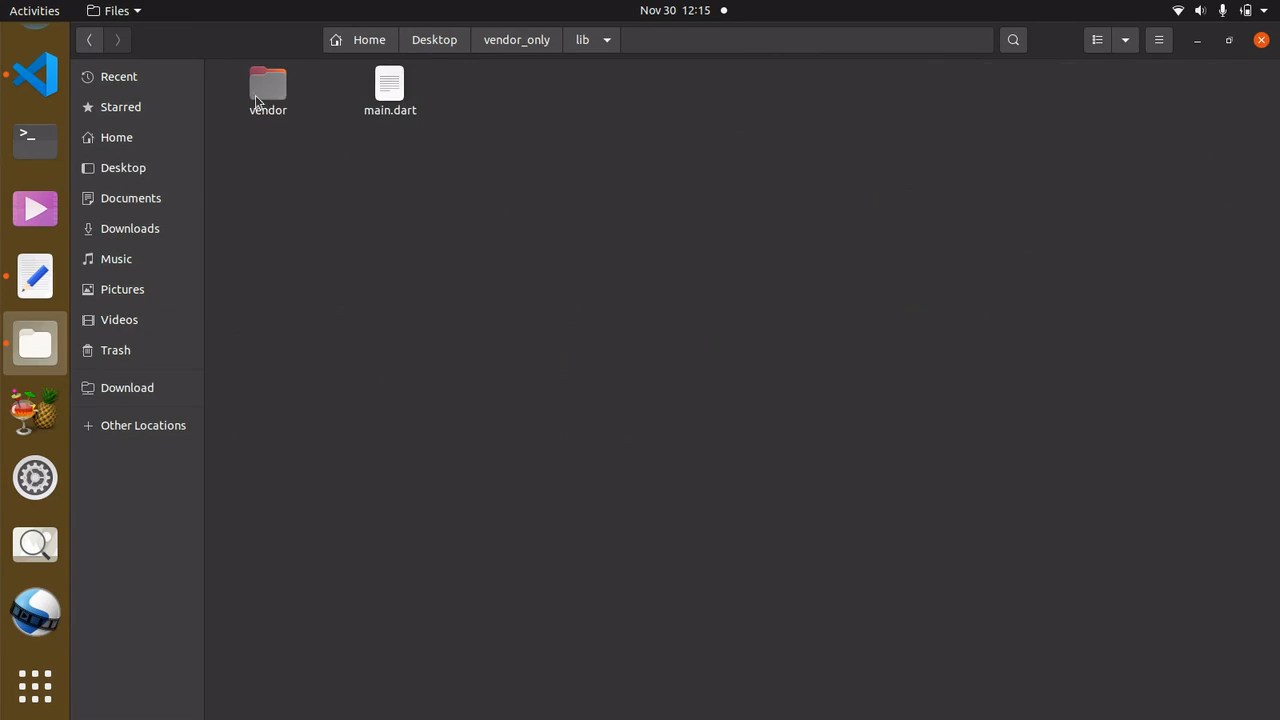 Activities
Files
Nov 30 12:15
Home
Desktop
vendor_only
lib
Recent
Starred
Home
Desktop
Documents
Downloads
Music
Pictures
Videos
Trash
Download
Other Locations
vendor
main.dart
>_